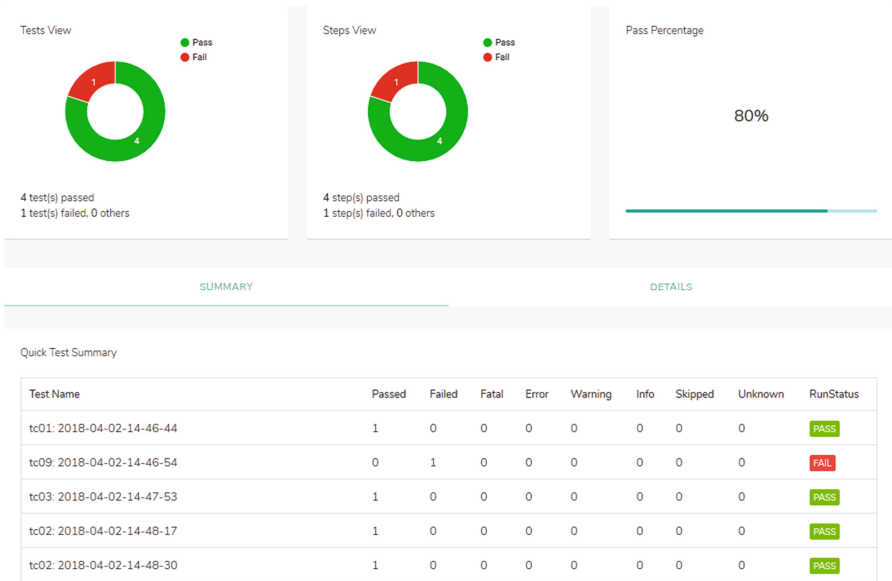 Tests View
Pass
Fail
1
4
4 test(s) passed
1 test(s) failed, 0 others
Steps View
Pass
Fail
1
4
4 step(s) passed
1 step(s) failed, 0 others
Pass Percentage
80%
SUMMARY DETAILS
Quick Test Summary
Test Name Passed Failed Fatal Error Warning Info Skipped Unknown RunStatus
tc01: 2018-04-02-14-46-44 1 0 0 0 0 0 0 0 PASS
tc09: 2018-04-02-14-46-54 0 1 0 0 0 0 0 0 FAIL
tc03: 2018-04-02-14-47-53 1 0 0 0 0 0 0 0 PASS
tc02: 2018-04-02-14-48-17 1 0 0 0 0 0 0 0 PASS
tc02: 2018-04-02-14-48-30 1 0 0 0 0 0 0 0 PASS